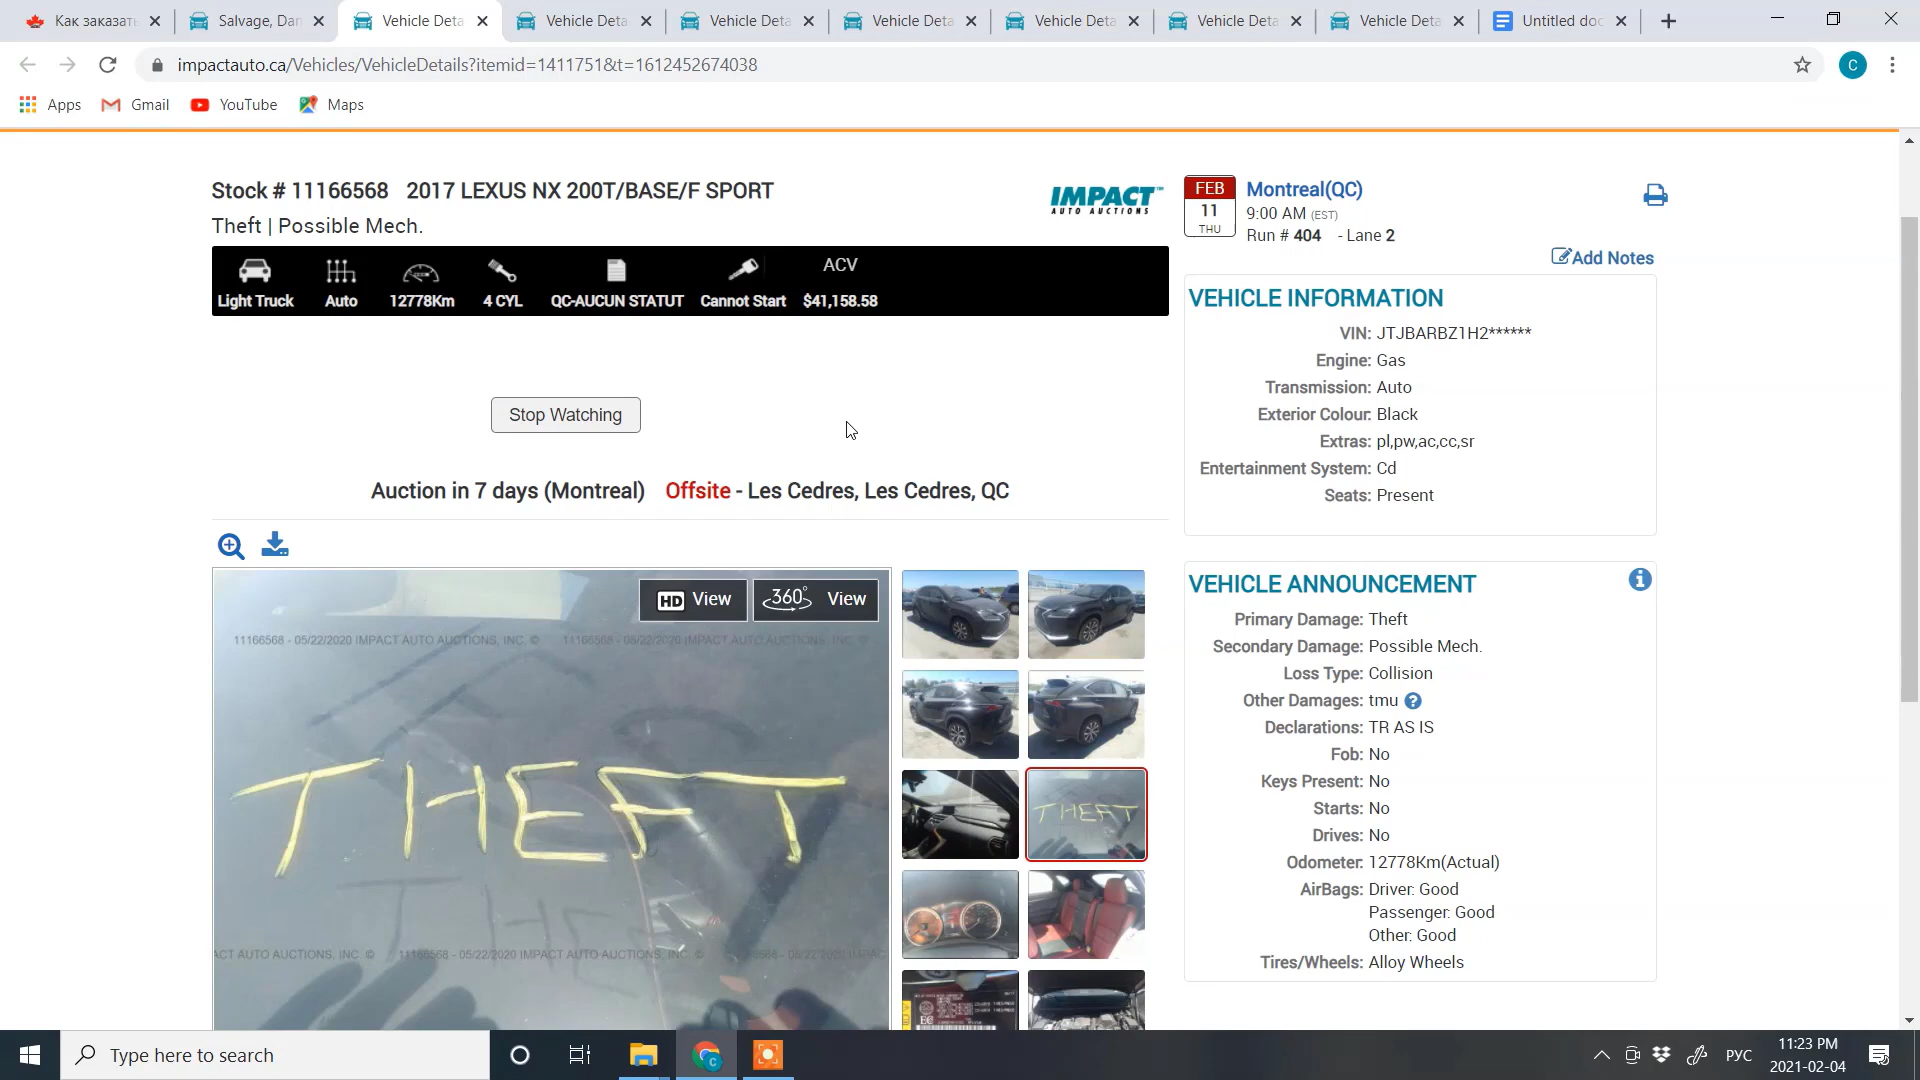 Как заказать
Salvage, Dam
Vehicle Deta
Vehicle Deta
Vehicle Deta
Vehicle Deta
Vehicle Deta
Vehicle Deta
Vehicle Deta
Untitled doc
impactauto.ca/Vehicles/VehicleDetails?itemid=1411751&t=1612452674038
C
Apps
Gmail
YouTube
Maps
Stock # 11166568 2017 LEXUS NX 200T/BASE/F SPORT
Theft | Possible Mech.
IMPACT™
AUTO AUCTIONS
Light Truck
Auto
12778Km
4 CYL
QC-AUCUN STATUT
Cannot Start
ACV
$41,158.58
Stop Watching
Auction in 7 days (Montreal) Offsite - Les Cedres, Les Cedres, QC
HD View
360° View
11166568 - 05/22/2020 IMPACT AUTO AUCTIONS, INC. ©
THEFT
ACT AUTO AUCTIONS, INC ©
THEFT
FEB
11
THU
Montreal(QC)
9:00 AM (EST)
Run # 404 - Lane 2
Add Notes
VEHICLE INFORMATION
VIN: JTJBARBZ1H2******
Engine: Gas
Transmission: Auto
Exterior Colour: Black
Extras: pl,pw,ac,cc,sr
Entertainment System: Cd
Seats: Present
VEHICLE ANNOUNCEMENT
Primary Damage: Theft
Secondary Damage: Possible Mech.
Loss Type: Collision
Other Damages: tmu
Declarations: TR AS IS
Fob: No
Keys Present: No
Starts: No
Drives: No
Odometer: 12778Km(Actual)
AirBags: Driver: Good
Passenger: Good
Other: Good
Tires/Wheels: Alloy Wheels
Type here to search
РУС
11:23 PM
2021-02-04